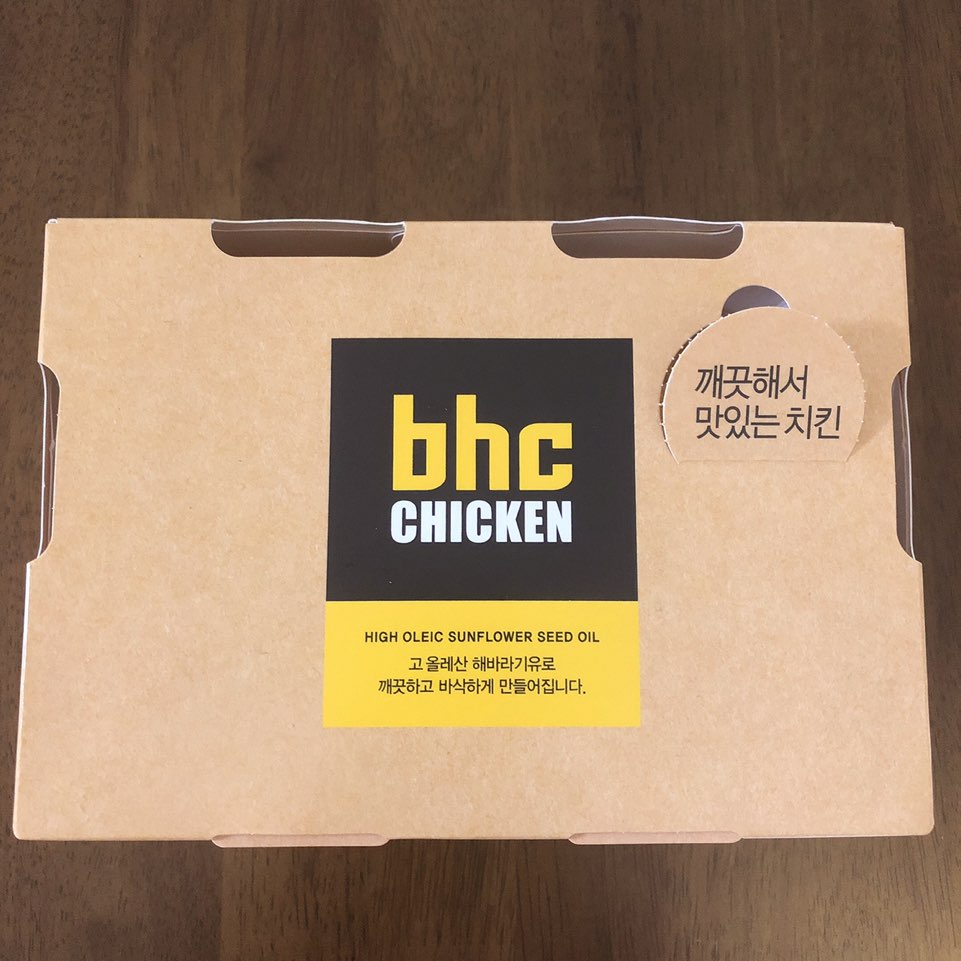 깨끗해서
맛있는 치킨
bhc
CHICKEN
HIGH OLEIC SUNFLOWER SEED OIL
고 올레산 해바라기유로
깨끗하고 바삭하게 만들어집니다.